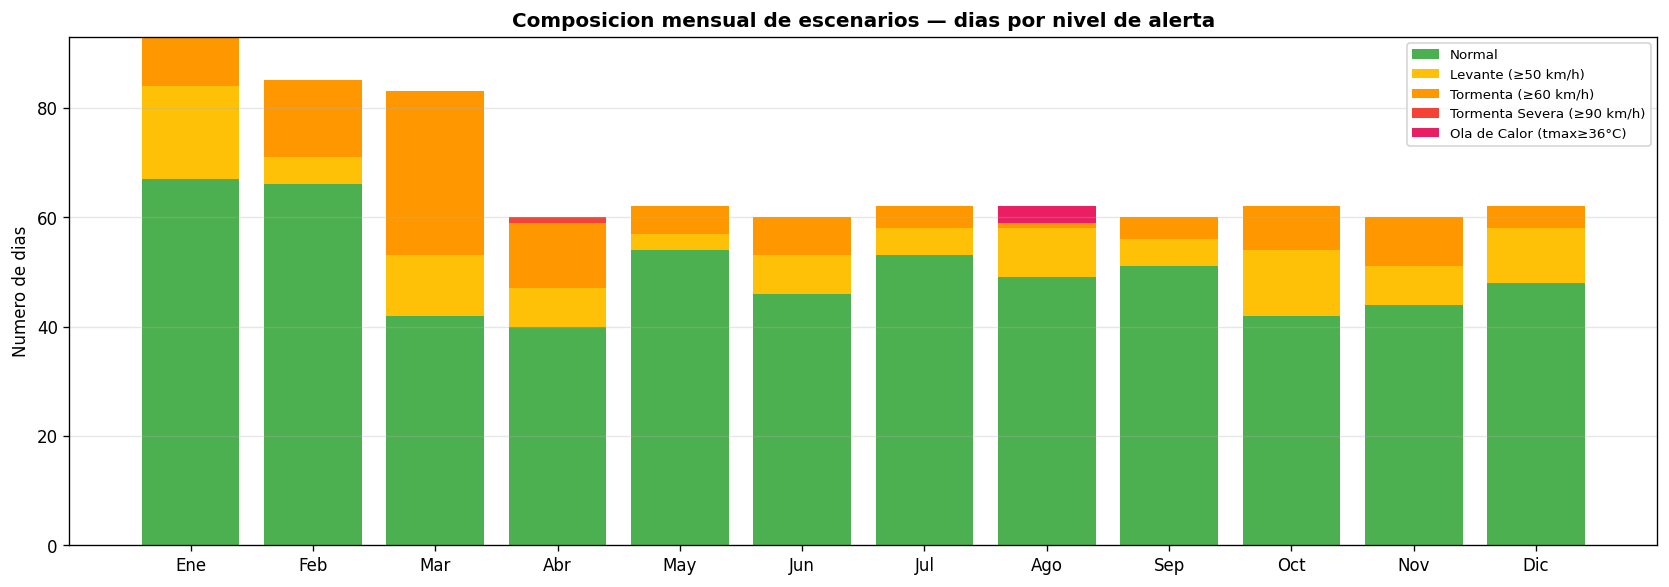 Composicion mensual de escenarios — dias por nivel de alerta
Normal
Levante (≥50 km/h)
Tormenta (≥60 km/h)
Tormenta Severa (≥90 km/h)
Ola de Calor (tmax≥36°C)
Numero de dias
80
60
40
20
0
Ene Feb Mar Abr May Jun Jul Ago Sep Oct Nov Dic